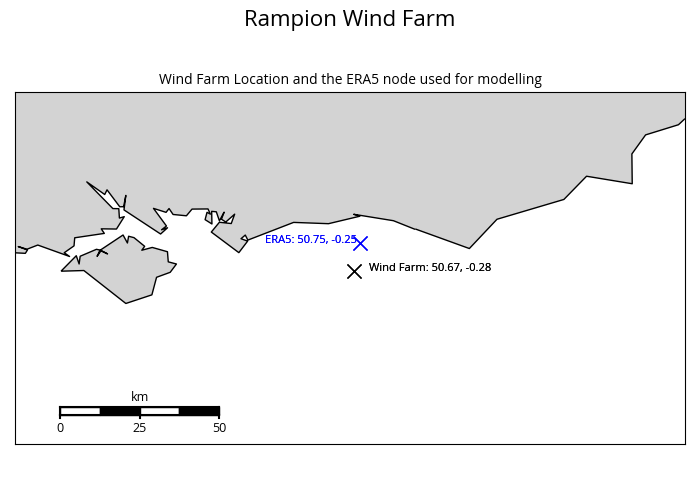 Rampion Wind Farm
Wind Farm Location and the ERA5 node used for modelling
ERA5: 50.75, -0.25
Wind Farm: 50.67, -0.28
km
0 25 50